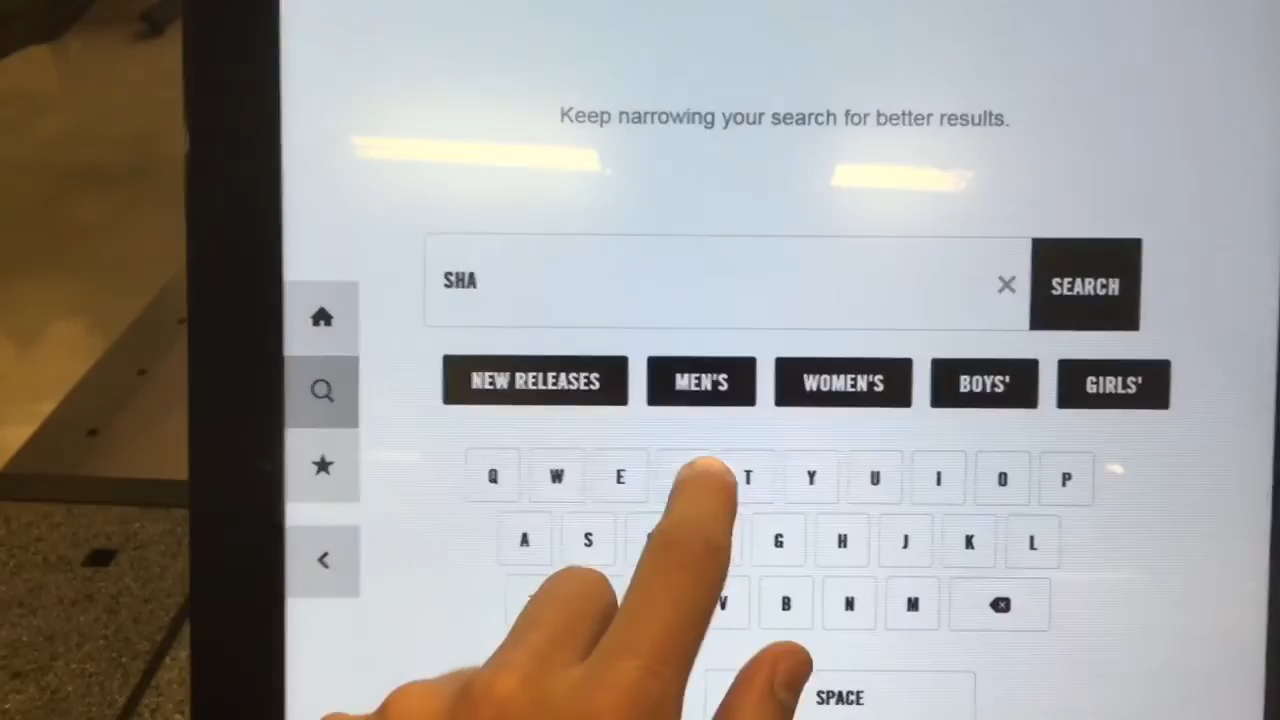 Keep narrowing your search for better results.
SHA
SEARCH
NEW RELEASES MEN'S WOMEN'S BOYS' GIRLS'
Q W E T Y U I O P
A S G H J K L
V B N M
SPACE